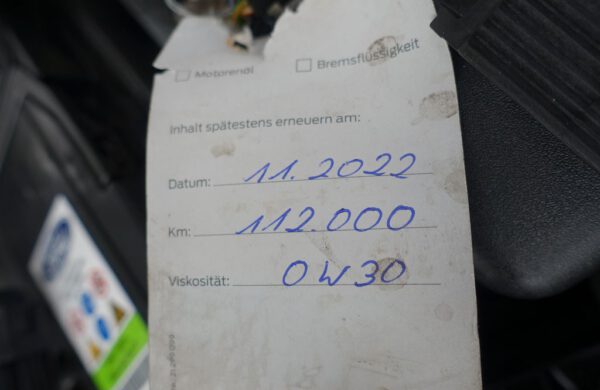 Motorenöl Bremsflüssigkeit
Inhalt spätestens erneuern am:
Datum: 11.2022
Km: 112.000
Viskosität: 0W30